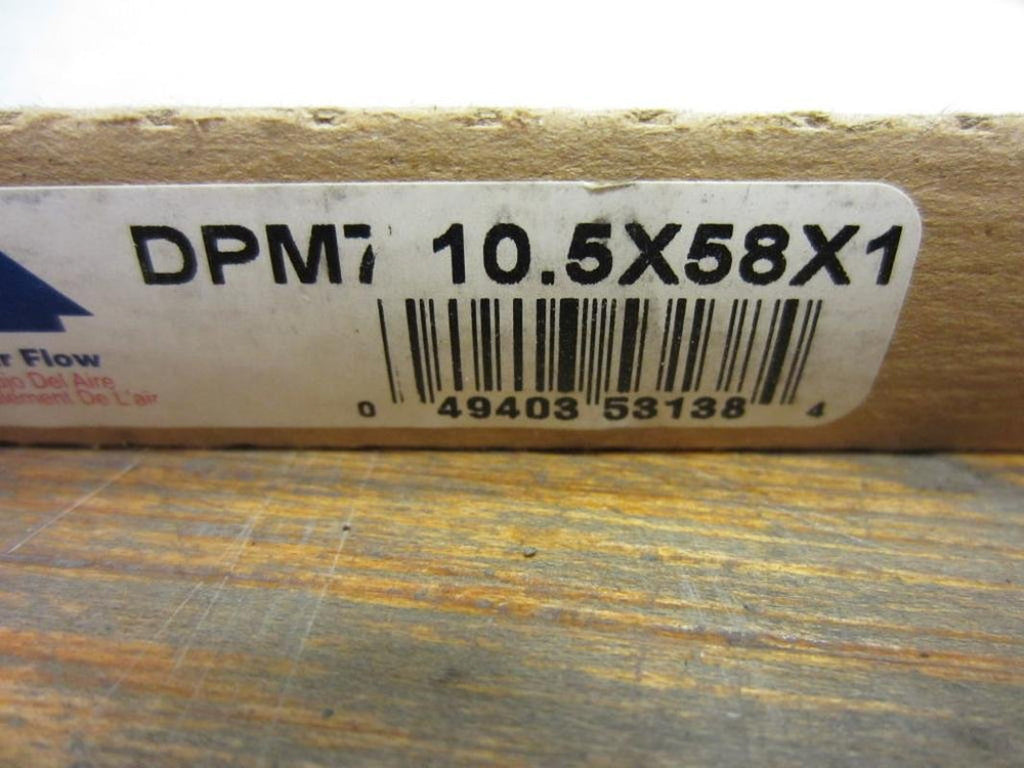 DPM7 10.5X58X1
r Flow
Del Aire
De L'air
0 49403 53138 4